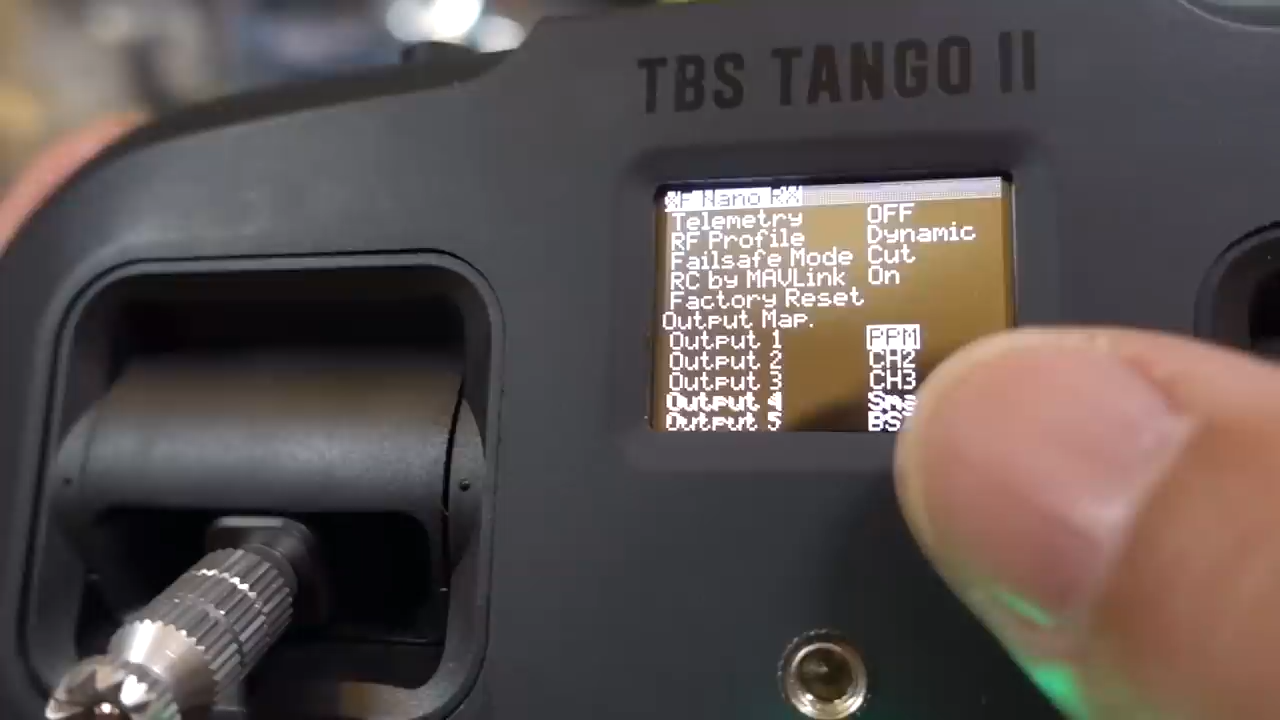 TBS TANGO II
Telemetry OFF
RF Profile Dynamic
Failsafe Mode Cut
RC by MAVLink On
Factory Reset
Output Map.
Output 1 PPM
Output 2 CH2
Output 3 CH3
Output 4
Output 5